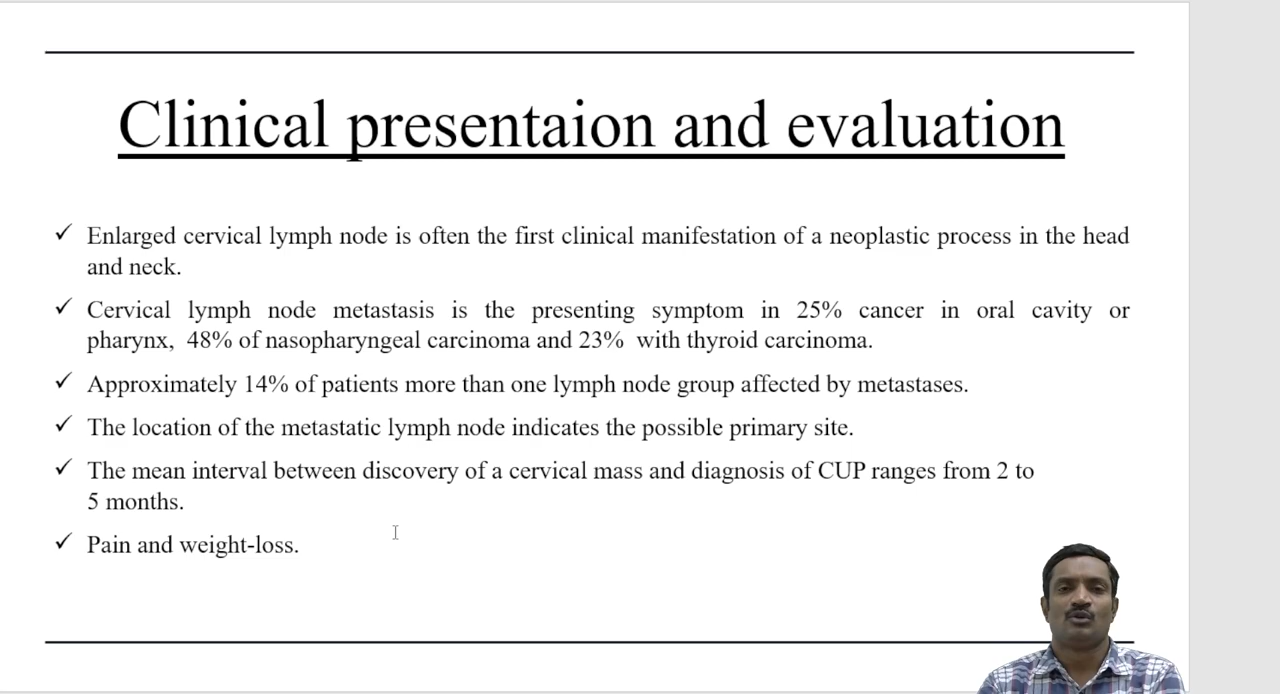 Clinical presentaion and evaluation
✓ Enlarged cervical lymph node is often the first clinical manifestation of a neoplastic process in the head
and neck.
✓ Cervical lymph node metastasis is the presenting symptom in 25% cancer in oral cavity or
pharynx, 48% of nasopharyngeal carcinoma and 23% with thyroid carcinoma.
✓ Approximately 14% of patients more than one lymph node group affected by metastases.
✓ The location of the metastatic lymph node indicates the possible primary site.
✓ The mean interval between discovery of a cervical mass and diagnosis of CUP ranges from 2 to
5 months.
✓ Pain and weight-loss.